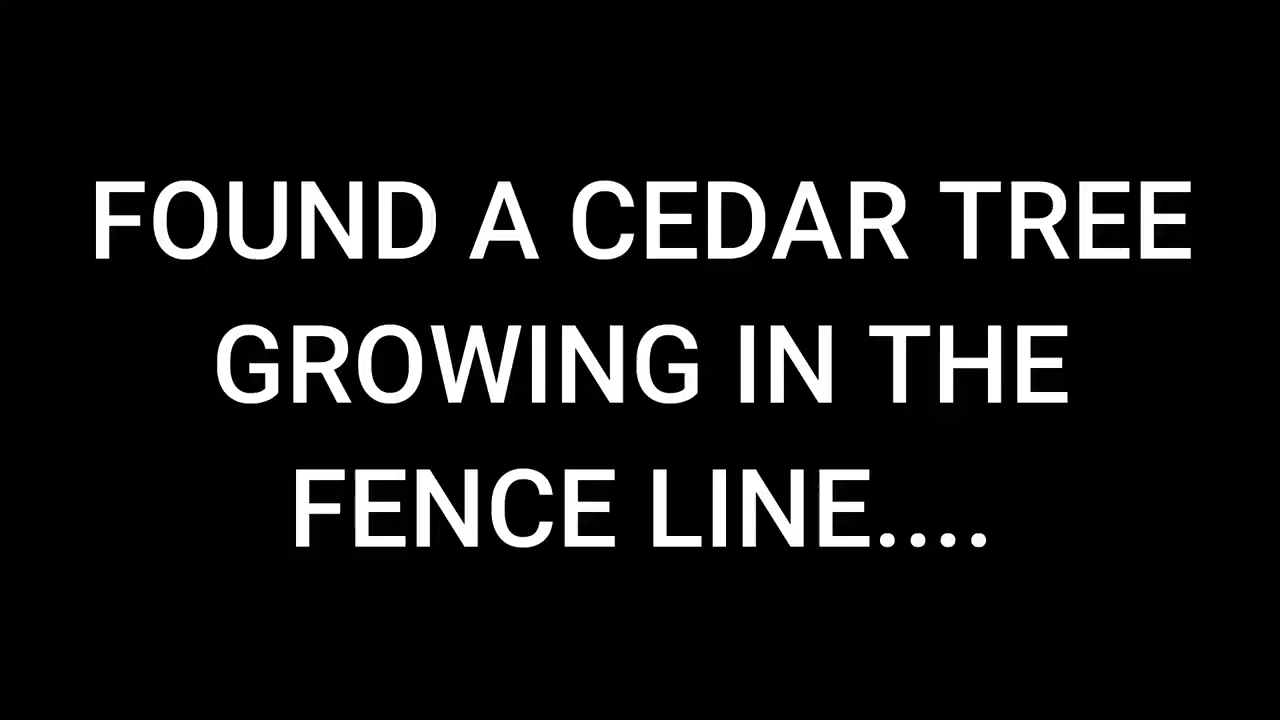 FOUND A CEDAR TREE
GROWING IN THE
FENCE LINE....